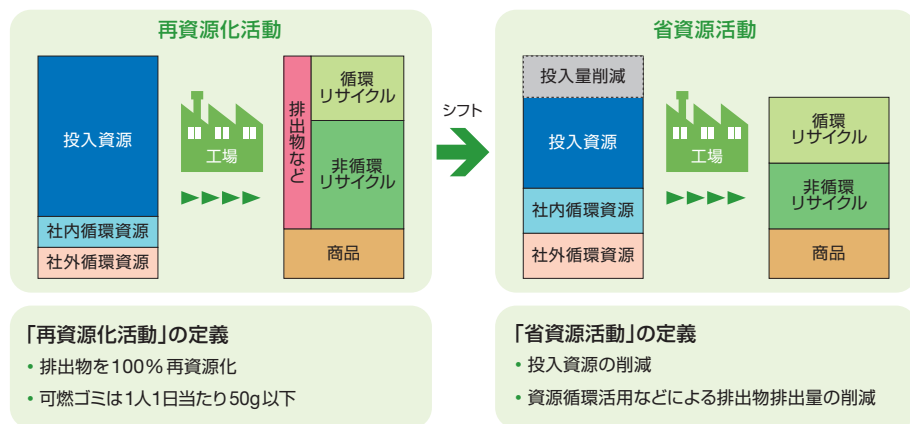 再資源化活動
投入資源
社内循環資源
社外循環資源
工場
排出物など
循環
リサイクル
非循環
リサイクル
商品
シフト
省資源活動
投入量削減
投入資源
社内循環資源
社外循環資源
工場
循環
リサイクル
非循環
リサイクル
商品
「再資源化活動」の定義
• 排出物を100%再資源化
• 可燃ゴミは1人1日当たり50g以下
「省資源活動」の定義
• 投入資源の削減
• 資源循環活用などによる排出物排出量の削減